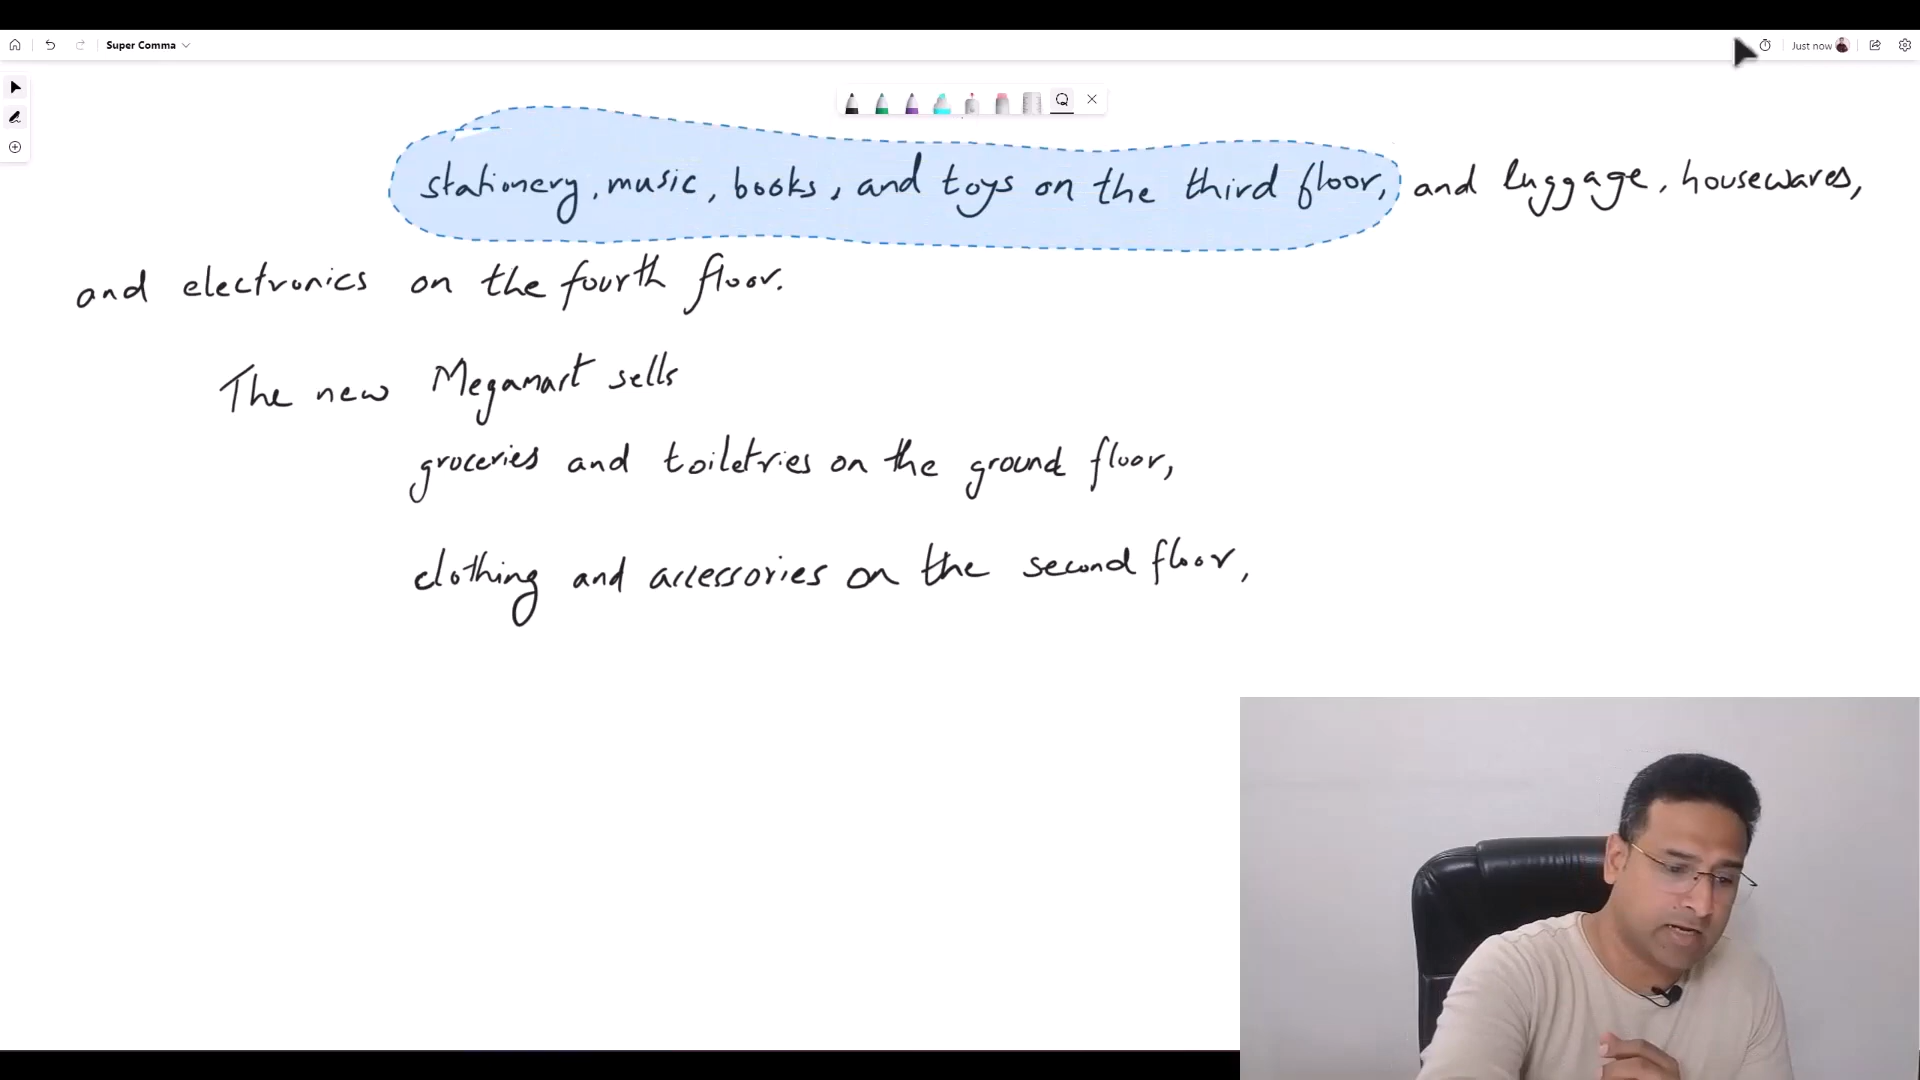 Super Comma
Just now
stationery, music, books, and toys on the third floor, and luggage, housewares,
and electronics on the fourth floor.
The new Megamart sells
groceries and toiletries on the ground floor,
clothing and accessories on the second floor,